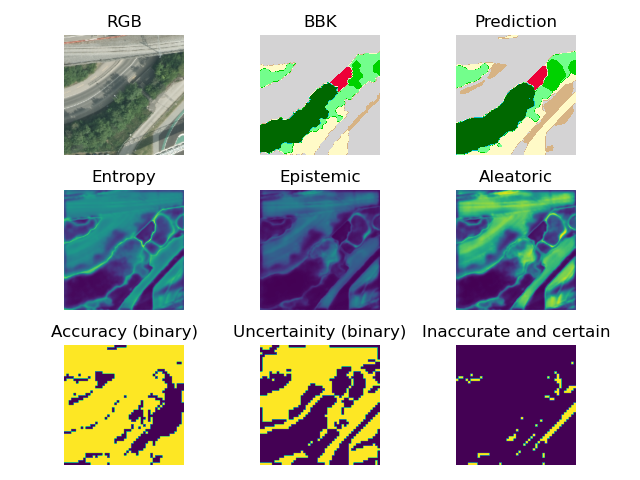 RGB
BBK
Prediction
Entropy
Epistemic
Aleatoric
Accuracy (binary)
Uncertainity (binary)
Inaccurate and certain